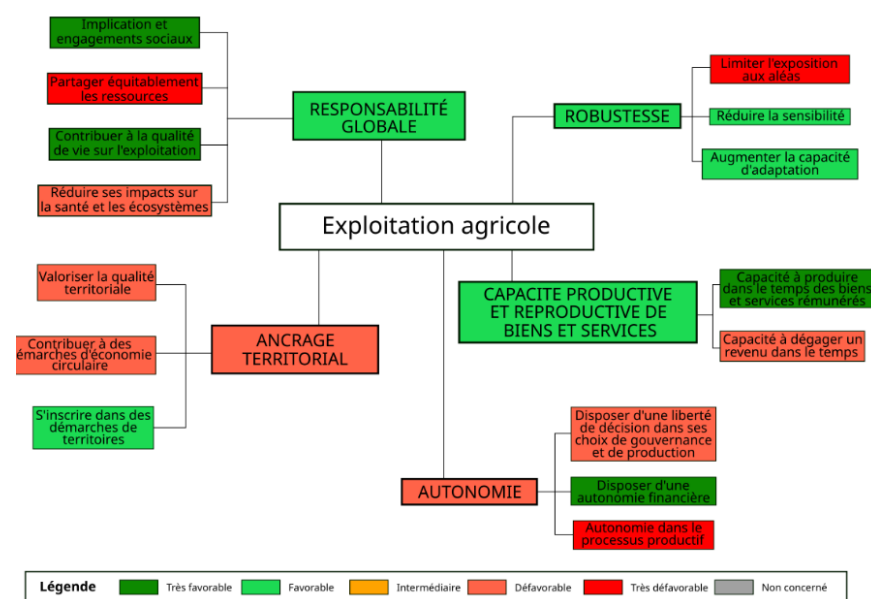 Implication et
engagements sociaux
Partager équitablement
les ressources
Contribuer à la qualité
de vie sur l'exploitation
Réduire ses impacts sur
la santé et les écosystèmes
RESPONSABILITÉ
GLOBALE
ROBUSTESSE
Limiter l'exposition
aux aléas
Réduire la sensibilité
Augmenter la capacité
d'adaptation
Exploitation agricole
Valoriser la qualité
territoriale
Contribuer à des
émarches d'économie
circulaire
S'inscrire dans des
démarches de
territoires
ANCRAGE
TERRITORIAL
CAPACITE PRODUCTIVE
ET REPRODUCTIVE DE
BIENS ET SERVICES
Capacité à produire
dans le temps des biens
et services rémunérés
Capacité à dégager un
revenu dans le temps
AUTONOMIE
Disposer d'une liberté
de décision dans ses
choix de gouvernance
et de production
Disposer d'une
autonomie financière
Autonomie dans le
processus productif
Légende
Très favorable
Favorable
Intermédiaire
Défavorable
Très défavorable
Non concerné